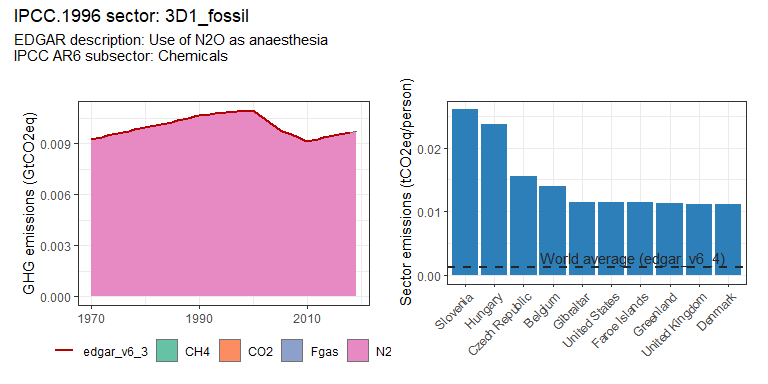 IPCC.1996 sector: 3D1_fossil
EDGAR description: Use of N2O as anaesthesia
IPCC AR6 subsector: Chemicals
GHG emissions (GtCO2eq)
0.009
0.006
0.003
0.000
1970
1990
2010
edgar_v6_3
CH4
CO2
Fgas
N2
Sector emissions (tCO2eq/person)
0.02
0.01
0.00
World average (edgar_v6_4)
Slovenia
Hungary
Czech Republic
Belgium
Gibraltar
United States
Faroe Islands
Greenland
United Kingdom
Denmark